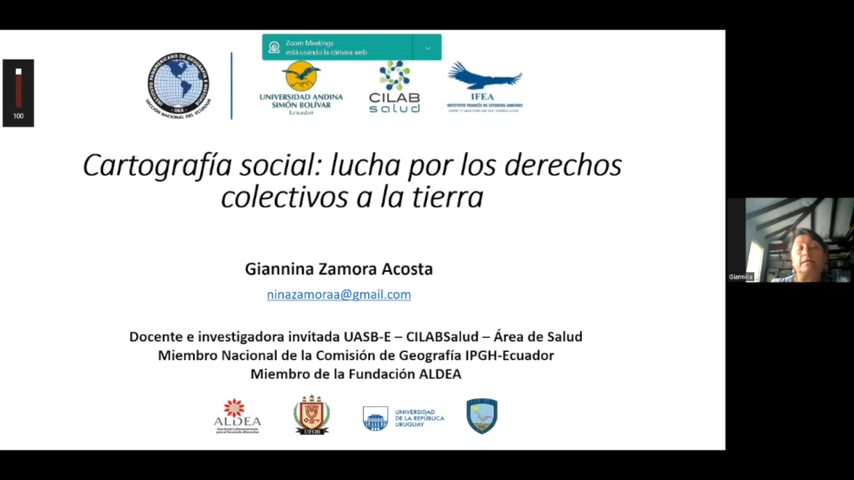 Zoom Meetings
está usando la cámara web
100
UNIVERSIDAD ANDINA
SIMÓN BOLÍVAR
Ecuador
CILAB
salud
IFEA
INSTITUTO FRANCÉS DE ESTUDIOS ANDINOS
Cartografía social: lucha por los derechos
colectivos a la tierra
Giannina Zamora Acosta
ninazamoraa@gmail.com
Giannina
Docente e investigadora invitada UASB-E – CILABSalud – Área de Salud
Miembro Nacional de la Comisión de Geografía IPGH-Ecuador
Miembro de la Fundación ALDEA
ALDEA
UFOB
UNIVERSIDAD
DE LA REPÚBLICA
URUGUAY